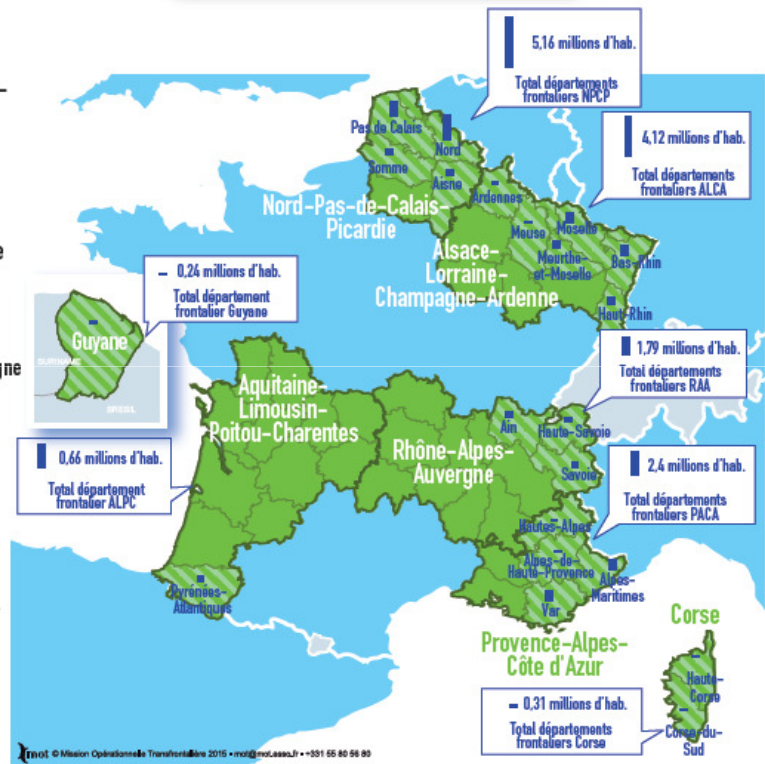 5,16 millions d'hab.
Total départements
frontaliers NPCP
Pas de Calais
Nord
Somme
Aisne
4,12 millions d'hab.
Total départements
frontaliers ALCA
Ardennes
Nord-Pas-de-Calais-
Picardie
Meuse
Moselle
Meurthe-
et-Moselle
Bas-Rhin
Haut-Rhin
Alsace-
Lorraine-
Champagne-Ardenne
0,24 millions d'hab.
Total département
frontalier Guyane
Guyane
SURINAME
BRESIL
gne
1,79 millions d'hab.
Total départements
frontaliers RAA
Aquitaine-
Limousin-
Poitou-Charentes
Rhône-Alpes-
Auvergne
Ain
Haute-Savoie
Savoie
0,66 millions d'hab.
Total département
frontalier ALPC
2,4 millions d'hab.
Total départements
frontaliers PACA
Hautes-Alpes
Alpes-de-
Haute-Provence
Alpes-
Maritimes
Var
Pyrénées-
Atlantiques
Provence-Alpes-
Côte d'Azur
Corse
Haute-
Corse
Corse-du-
Sud
0,31 millions d'hab.
Total départements
frontaliers Corse
mot © Mission Opérationnelle Transfrontalière 2015 • mot@mot.asso.fr • +331 55 80 56 80